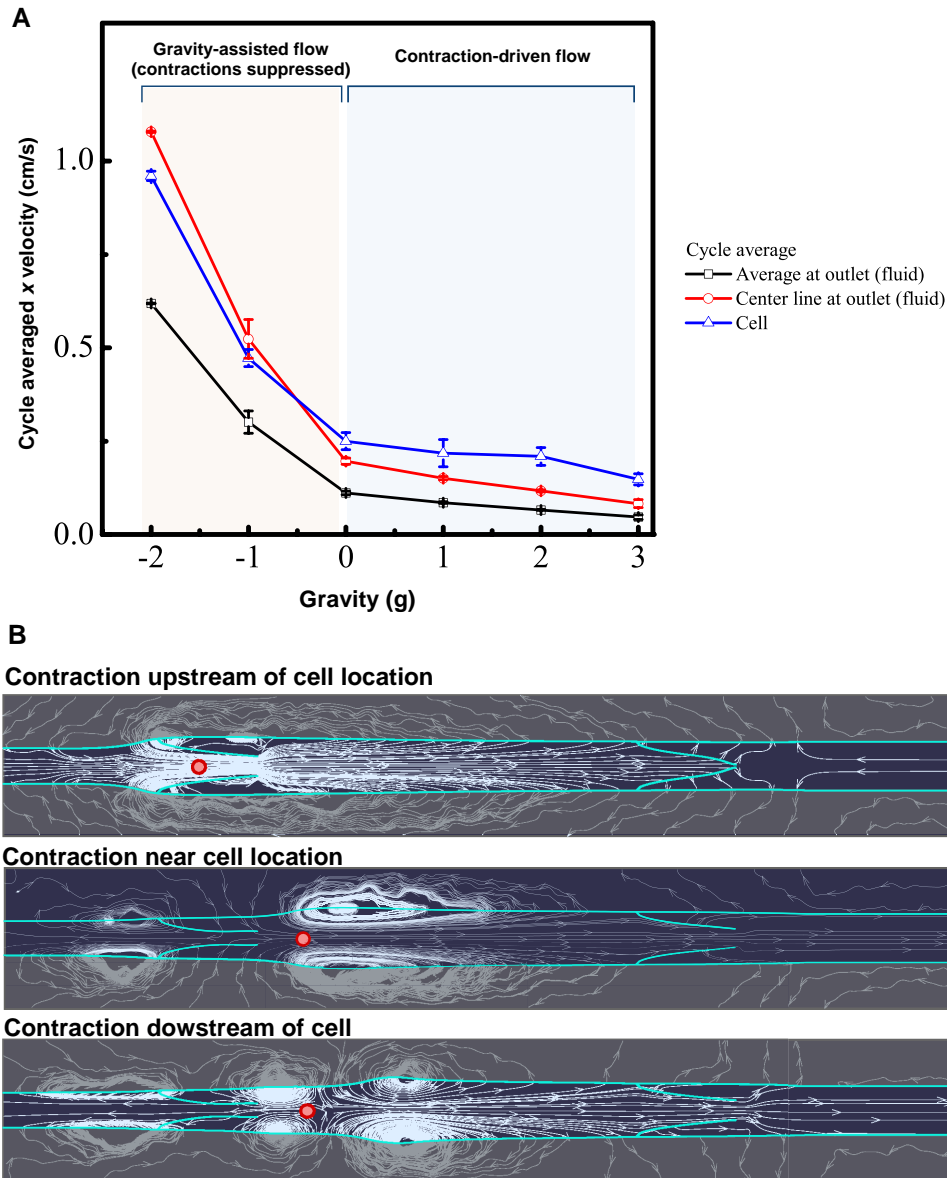 A
Gravity-assisted flow
(contractions suppressed)
Contraction-driven flow
Cycle averaged x velocity (cm/s)
1.0
0.5
0.0
-2 -1 0 1 2 3
Gravity (g)
Cycle average
Average at outlet (fluid)
Center line at outlet (fluid)
Cell
B
Contraction upstream of cell location
Contraction near cell location
Contraction dowstream of cell